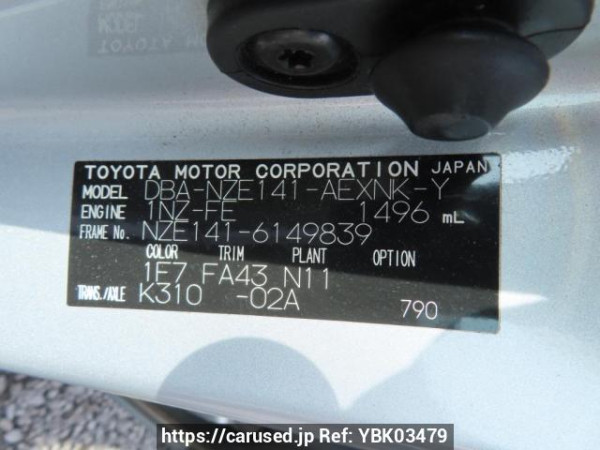 TOYOTA MOTOR CORPORATION JAPAN
MODEL DBA-NZE141-AEXNK-Y
ENGINE 1NZ-FE 1496 mL
FRAME No. NZE141-6149839
COLOR TRIM PLANT OPTION
1F7 FA43 N11
TRANS./AXLE K310 -02A 790
https://carused.jp Ref: YBK03479